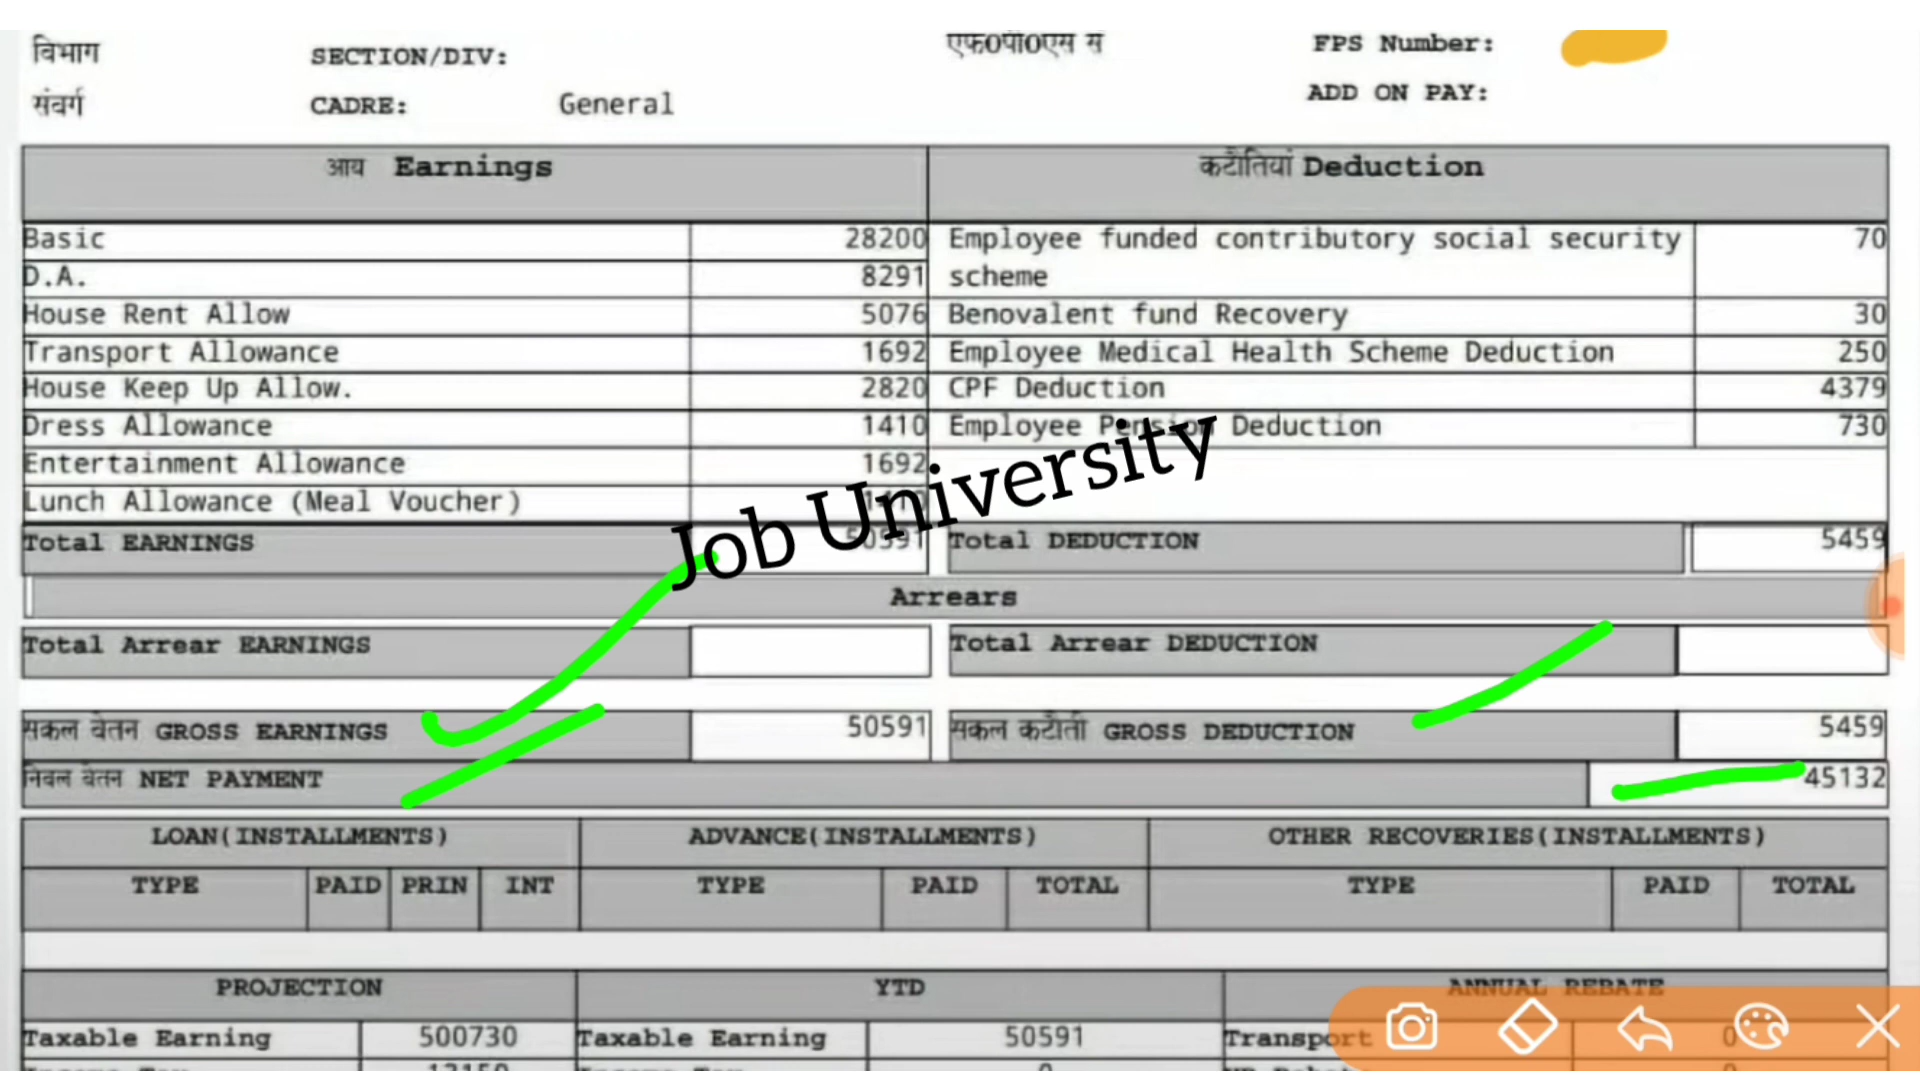 विभाग SECTION/DIV: एफ0पी0एस सं FPS Number:
संवर्ग CADRE: General ADD ON PAY:
आय Earnings कटौतियां Deduction
Basic 28200 Employee funded contributory social security scheme 70
D.A. 8291
House Rent Allow 5076 Benovalent fund Recovery 30
Transport Allowance 1692 Employee Medical Health Scheme Deduction 250
House Keep Up Allow. 2820 CPF Deduction 4379
Dress Allowance 1410 Employee Pension Deduction 730
Entertainment Allowance 1692
Lunch Allowance (Meal Voucher) 1410
Job University
Total EARNINGS 50591 Total DEDUCTION 5459
Arrears
Total Arrear EARNINGS Total Arrear DEDUCTION
सकल वेतन GROSS EARNINGS 50591 सकल कटौती GROSS DEDUCTION 5459
निवल वेतन NET PAYMENT 45132
LOAN(INSTALLMENTS) ADVANCE(INSTALLMENTS) OTHER RECOVERIES(INSTALLMENTS)
TYPE PAID PRIN INT TYPE PAID TOTAL TYPE PAID TOTAL
PROJECTION YTD ANNUAL REBATE
Taxable Earning 500730 Taxable Earning 50591 Transport 0